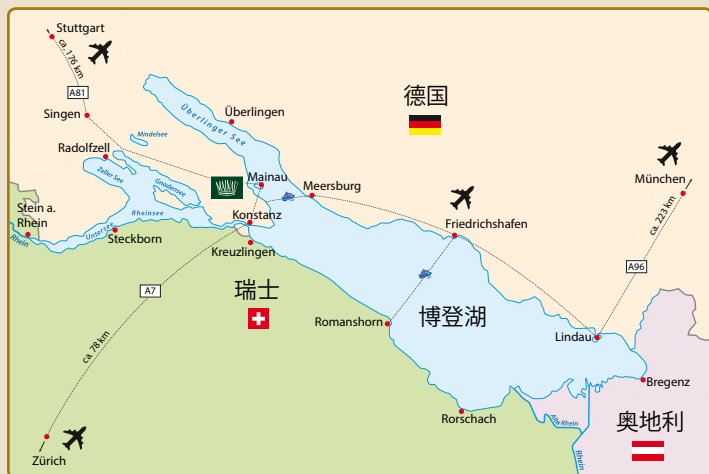 Stuttgart
ca. 176 km
A81
Singen
Radolfzell
Mindelsee
Überlingen
Überlinger See
德国
München
ca. 223 km
A96
Zeller See
Gnadensee
Mainau
Meersburg
Stein a.
Rhein
Rhein
Untersee
Steckborn
Rheinsee
Konstanz
Kreuzlingen
Friedrichshafen
A7
瑞士
ca. 78 km
Romanshorn
博登湖
Lindau
Bregenz
Rorschach
Alter Rhein
Rhein
奥地利
Zürich